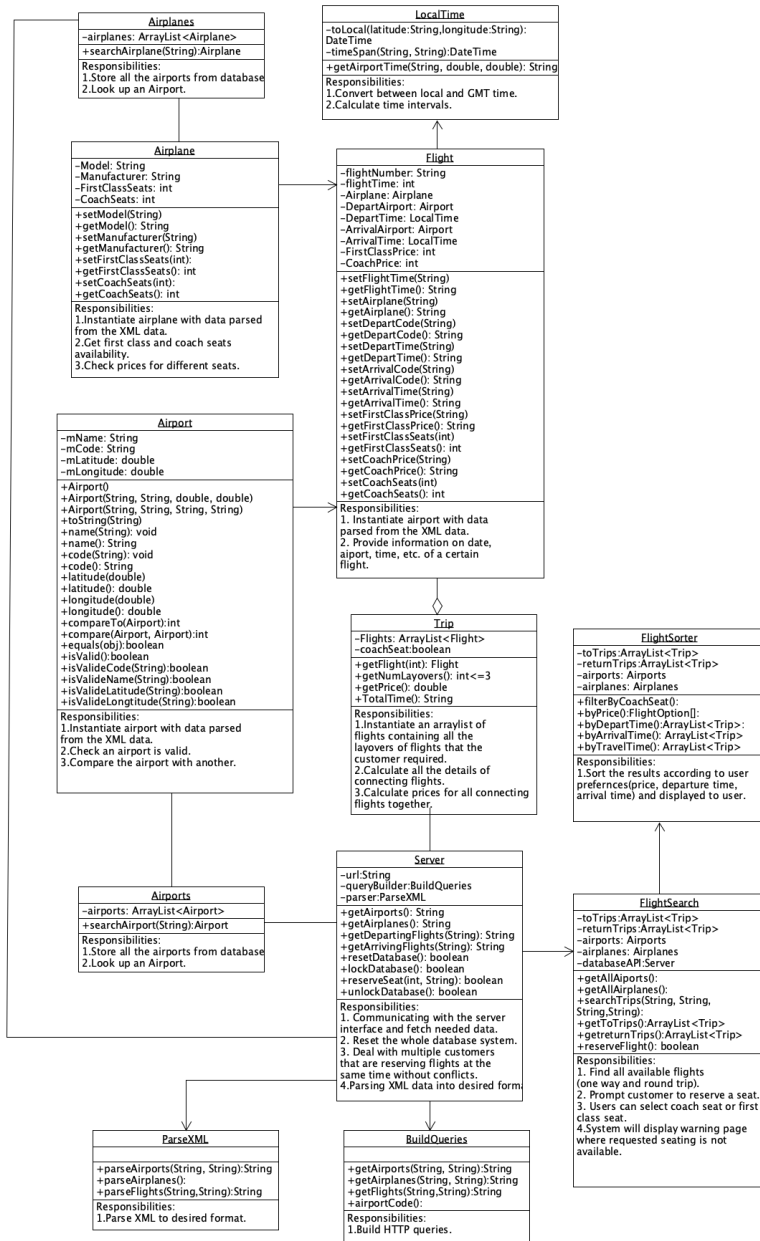 Airplanes
-airplanes: ArrayList<Airplane>
+searchAirplane(String):Airplane
Responsibilities:
1.Store all the airports from database
2.Look up an Airport.
LocalTime
-toLocal(latitude:String,longitude:String):
DateTime
-timeSpan(String, String):DateTime
+getAirportTime(String, double, double): String
Responsibilities:
1.Convert between local and GMT time.
2.Calculate time intervals.
Airplane
-Model: String
-Manufacturer: String
-FirstClassSeats: int
-CoachSeats: int
+setModel(String)
+getModel(): String
+setManufacturer(String)
+getManufacturer(): String
+setFirstClassSeats(int):
+getFirstClassSeats(): int
+setCoachSeats(int):
+getCoachSeats(): int
Responsibilities:
1.Instantiate airplane with data parsed
from the XML data.
2.Get first class and coach seats
availability.
3.Check prices for different seats.
Flight
-flightNumber: String
-flightTime: int
-Airplane: Airplane
-DepartAirport: Airport
-DepartTime: LocalTime
-ArrivalAirport: Airport
-ArrivalTime: LocalTime
-FirstClassPrice: int
-CoachPrice: int
+setFlightTime(String)
+getFlightTime(): String
+setAirplane(String)
+getAirplane(): String
+setDepartCode(String)
+getDepartCode(): String
+setDepartTime(String)
+getDepartTime(): String
+setArrivalCode(String)
+getArrivalCode(): String
+setArrivalTime(String)
+getArrivalTime(): String
+setFirstClassPrice(String)
+getFirstClassPrice(): String
+setFirstClassSeats(int)
+getFirstClassSeats(): int
+setCoachPrice(String)
+getCoachPrice(): String
+setCoachSeats(int)
+getCoachSeats(): int
Responsibilities:
1. Instantiate airport with data
parsed from the XML data.
2. Provide information on date,
aiport, time, etc. of a certain
flight.
Airport
-mName: String
-mCode: String
-mLatitude: double
-mLongitude: double
+Airport()
+Airport(String, String, double, double)
+Airport(String, String, String, String)
+toString(String)
+name(String): void
+name(): String
+code(String): void
+code(): String
+latitude(double)
+latitude(): double
+longitude(double)
+longitude(): double
+compareTo(Airport):int
+compare(Airport, Airport):int
+equals(obj):boolean
+isValid():boolean
+isValideCode(String):boolean
+isValideName(String):boolean
+isValideLatitude(String):boolean
+isValideLongtitude(String):boolean
Responsibilities:
1.Instantiate airport with data parsed
from the XML data.
2.Check an airport is valid.
3.Compare the airport with another.
Trip
-Flights: ArrayList<Flight>
-coachSeat:boolean
+getFlight(int): Flight
+getNumLayovers(): int<=3
+getPrice(): double
+TotalTime(): String
Responsibilities:
1.Instantiate an arraylist of
flights containing all the
layovers of flights that the
customer required.
2.Calculate all the details of
connecting flights.
3.Calculate prices for all connecting
flights together.
FlightSorter
-toTrips:ArrayList<Trip>
-returnTrips:ArrayList<Trip>
-airports: Airports
-airplanes: Airplanes
+filterByCoachSeat():
+byPrice():FlightOption[]:
+byDepartTime():ArrayList<Trip>:
+byArrivalTime(): ArrayList<Trip>
+byTravelTime(): ArrayList<Trip>
Responsibilities:
1.Sort the results according to user
prefernces(price, departure time,
arrival time) and displayed to user.
Airports
-airports: ArrayList<Airport>
+searchAirport(String):Airport
Responsibilities:
1.Store all the airports from database
2.Look up an Airport.
Server
-url:String
-queryBuilder:BuildQueries
-parser:ParseXML
+getAirports(): String
+getAirplanes(): String
+getDepartingFlights(String): String
+getArrivingFlights(String): String
+resetDatabase(): boolean
+lockDatabase(): boolean
+reserveSeat(int, String): boolean
+unlockDatabase(): boolean
Responsibilities:
1. Communicating with the server
interface and fetch needed data.
2. Reset the whole database system.
3. Deal with multiple customers
that are reserving flights at the
same time without conflicts.
4.Parsing XML data into desired forma
FlightSearch
-toTrips:ArrayList<Trip>
-returnTrips:ArrayList<Trip>
-airports: Airports
-airplanes: Airplanes
-databaseAPI:Server
+getAllAiports():
+getAllAirplanes():
+searchTrips(String, String,
String,String):
+getToTrips():ArrayList<Trip>
+getreturnTrips():ArrayList<Trip>
+reserveFlight(): boolean
Responsibilities:
1. Find all available flights
(one way and round trip).
2. Prompt customer to reserve a seat.
3. Users can select coach seat or first
class seat.
4.System will display warning page
where requested seating is not
available.
ParseXML
+parseAirports(String, String):String
+parseAirplanes():
+parseFlights(String,String):String
Responsibilities:
1.Parse XML to desired format.
BuildQueries
+getAirports(String, String):String
+getAirplanes(String, String):String
+getFlights(String,String):String
+airportCode():
Responsibilities:
1.Build HTTP queries.